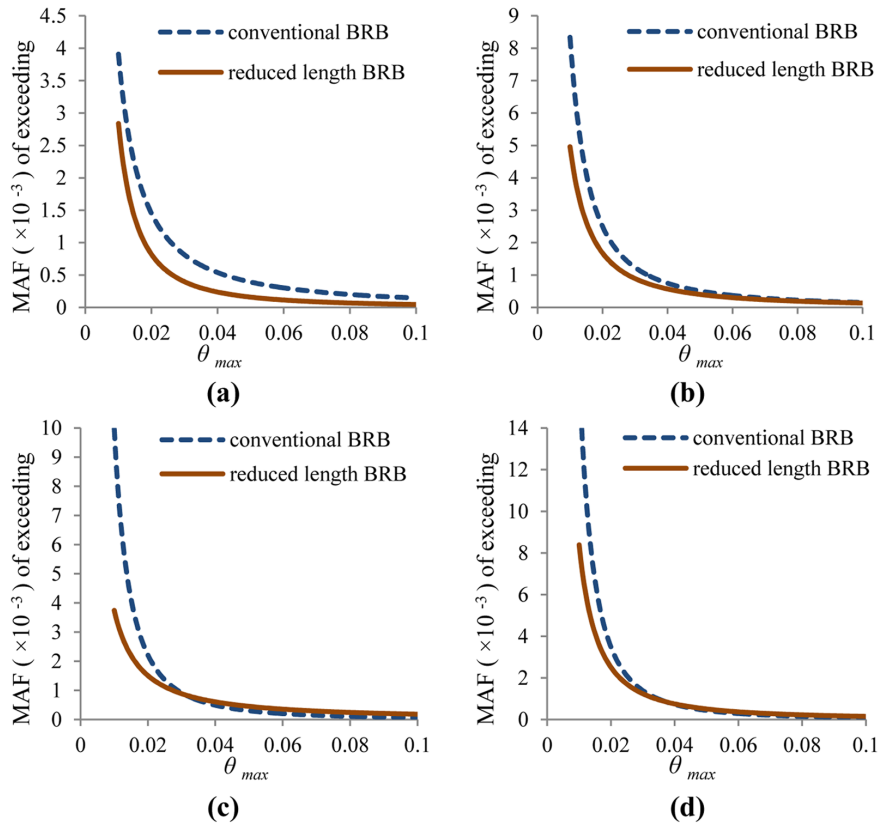 4.5
4
3.5
3
2.5
2
1.5
1
0.5
0
MAF ( ×10 -3 ) of exceeding
conventional BRB
reduced length BRB
0 0.02 0.04 0.06 0.08 0.1
θ max
(a)
9
8
7
6
5
4
3
2
1
0
MAF ( ×10 -3 ) of exceeding
conventional BRB
reduced length BRB
0 0.02 0.04 0.06 0.08 0.1
θ max
(b)
10
9
8
7
6
5
4
3
2
1
0
MAF ( ×10 -3 ) of exceeding
conventional BRB
reduced length BRB
0 0.02 0.04 0.06 0.08 0.1
θ max
(c)
14
12
10
8
6
4
2
0
MAF ( ×10 -3 ) of exceeding
conventional BRB
reduced length BRB
0 0.02 0.04 0.06 0.08 0.1
θ max
(d)